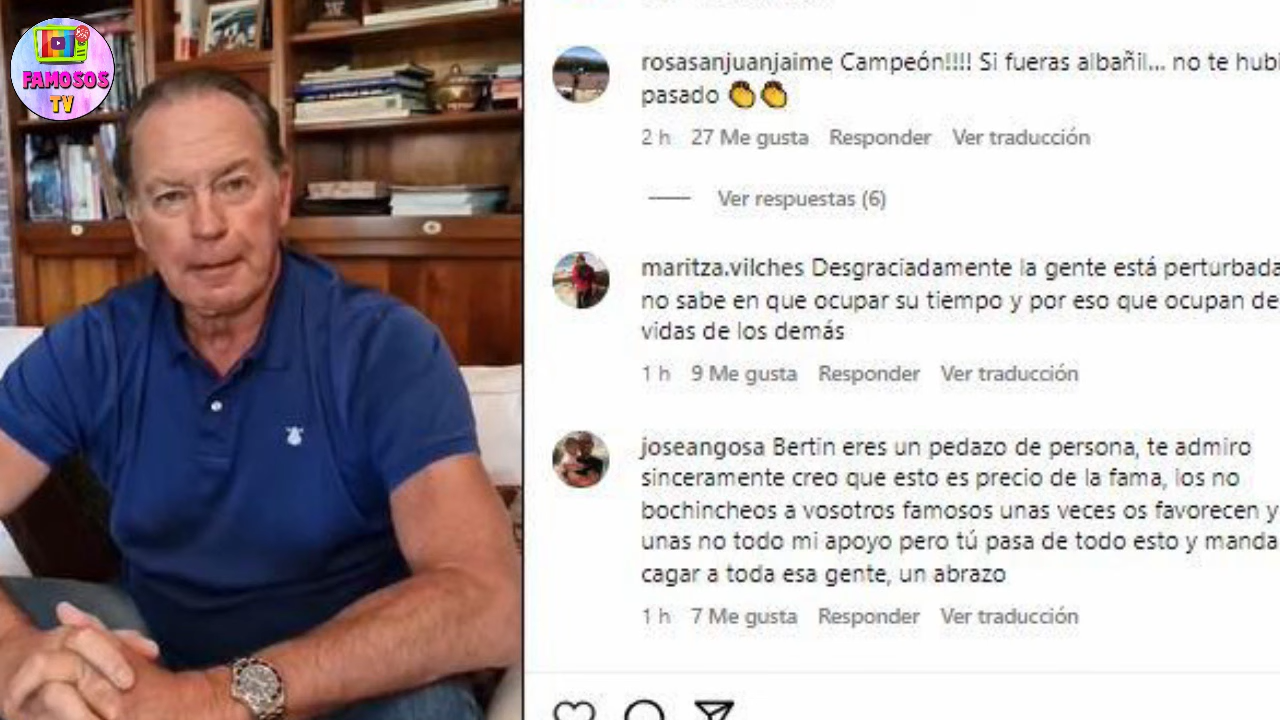 FAMOSOS
TV
rosasanjuanjaime Campeón!!!! Si fueras albañil... no te hubi
pasado 👏👏
2 h 27 Me gusta Responder Ver traducción
Ver respuestas (6)
maritza.vilches Desgraciadamente la gente está perturbada
no sabe en que ocupar su tiempo y por eso que ocupan de
vidas de los demás
1 h 9 Me gusta Responder Ver traducción
joseangosa Bertin eres un pedazo de persona, te admiro
sinceramente creo que esto es precio de la fama, los no
bochincheos a vosotros famosos unas veces os favorecen y
unas no todo mi apoyo pero tú pasa de todo esto y manda
cagar a toda esa gente, un abrazo
1 h 7 Me gusta Responder Ver traducción